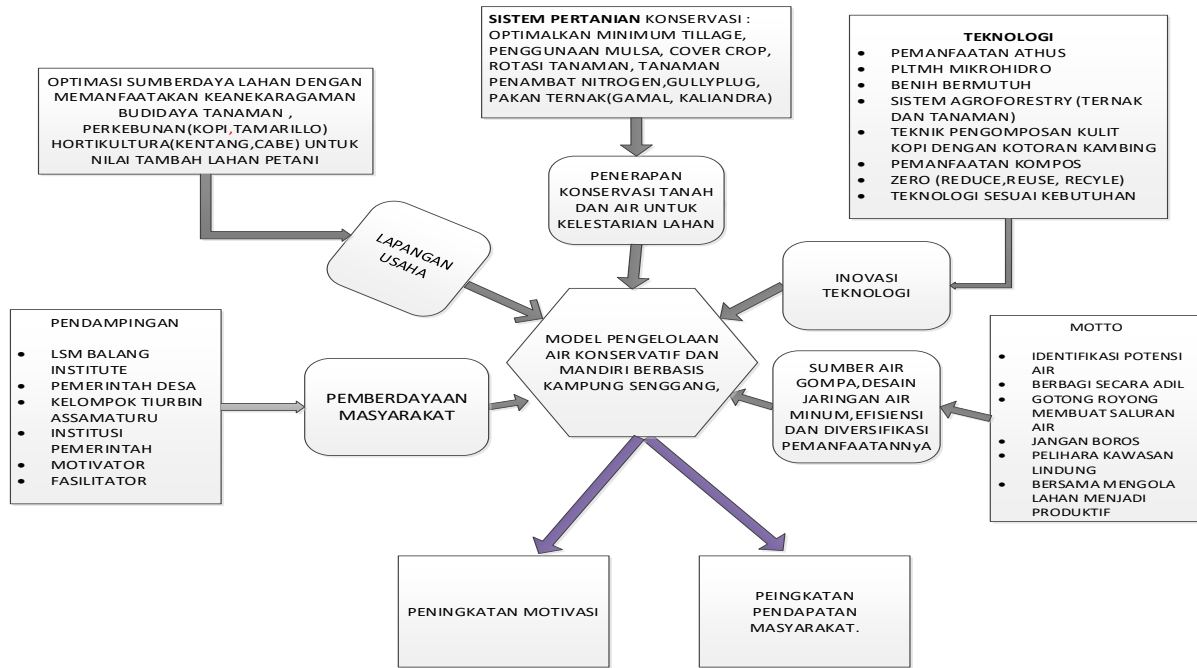 SISTEM PERTANIAN KONSERVASI :
OPTIMALKAN MINIMUM TILLAGE,
PENGGUNAAN MULSA, COVER CROP,
ROTASI TANAMAN, TANAMAN
PENAMBAT NITROGEN,GULLYPLUG,
PAKAN TERNAK(GAMAL, KALIANDRA)
TEKNOLOGI
• PEMANFAATAN ATHUS
• PLTMH MIKROHIDRO
• BENIH BERMUTUH
• SISTEM AGROFORESTRY (TERNAK
DAN TANAMAN)
• TEKNIK PENGOMPOSAN KULIT
KOPI DENGAN KOTORAN KAMBING
• PEMANFAATAN KOMPOS
• ZERO (REDUCE,REUSE, RECYLE)
• TEKNOLOGI SESUAI KEBUTUHAN
OPTIMASI SUMBERDAYA LAHAN DENGAN
MEMANFAATAKAN KEANEKARAGAMAN
BUDIDAYA TANAMAN ,
PERKEBUNAN(KOPI,TAMARILLO)
HORTIKULTURA(KENTANG,CABE) UNTUK
NILAI TAMBAH LAHAN PETANI
PENERAPAN
KONSERVASI TANAH
DAN AIR UNTUK
KELESTARIAN LAHAN
LAPANGAN
USAHA
INOVASI
TEKNOLOGI
PENDAMPINGAN
• LSM BALANG
INSTITUTE
• PEMERINTAH DESA
• KELOMPOK TIURBIN
ASSAMATURU
• INSTITUSI
PEMERINTAH
• MOTIVATOR
• FASILITATOR
PEMBERDAYAAN
MASYARAKAT
MODEL PENGELOLAAN
AIR KONSERVATIF DAN
MANDIRI BERBASIS
KAMPUNG SENGGANG,
SUMBER AIR
GOMPA,DESAIN
JARINGAN AIR
MINUM,EFISIENSI
DAN DIVERSIFIKASI
PEMANFAATANNyA
MOTTO
• IDENTIFIKASI POTENSI
AIR
• BERBAGI SECARA ADIL
• GOTONG ROYONG
MEMBUAT SALURAN
AIR
• JANGAN BOROS
• PELIHARA KAWASAN
LINDUNG
• BERSAMA MENGOLA
LAHAN MENJADI
PRODUKTIF
PENINGKATAN MOTIVASI
PEINGKATAN
PENDAPATAN
MASYARAKAT.